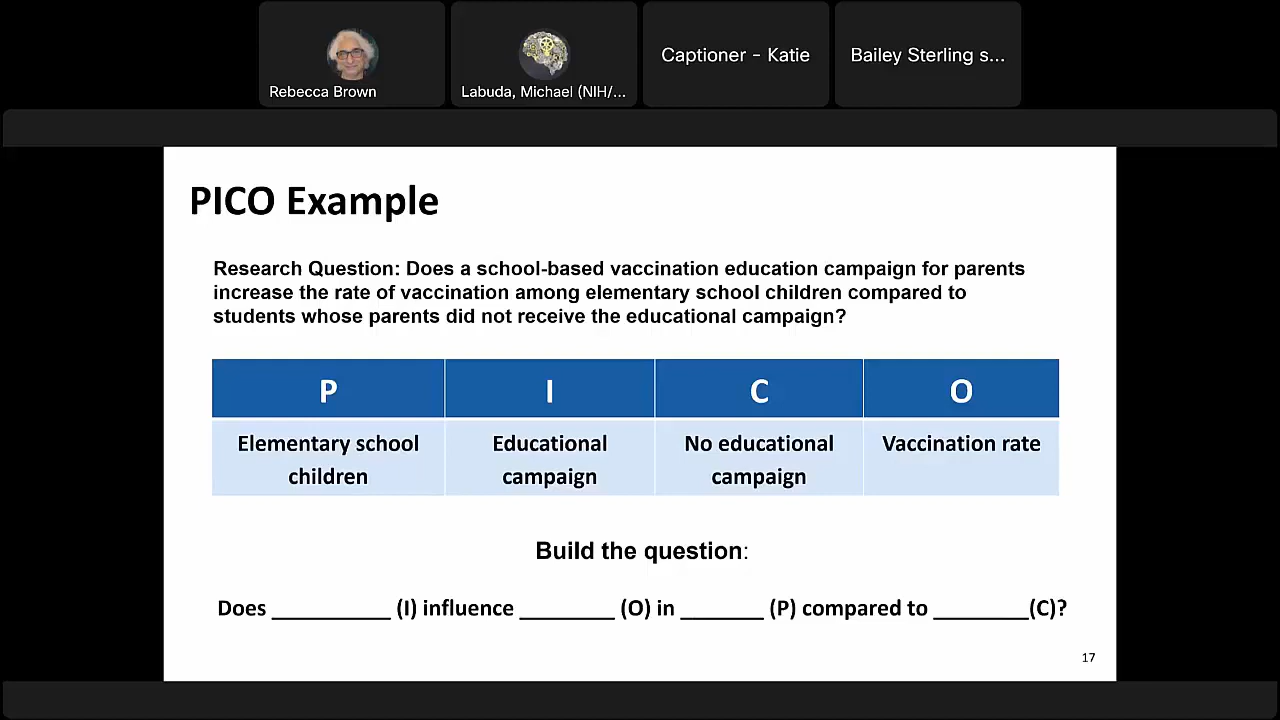 Rebecca Brown
Labuda, Michael (NIH/...
Captioner - Katie
Bailey Sterling s...
PICO Example
Research Question: Does a school-based vaccination education campaign for parents
increase the rate of vaccination among elementary school children compared to
students whose parents did not receive the educational campaign?
P I C O
Elementary school children
Educational campaign
No educational campaign
Vaccination rate
Build the question:
Does __________ (I) influence ________ (O) in _______ (P) compared to ________(C)?
17